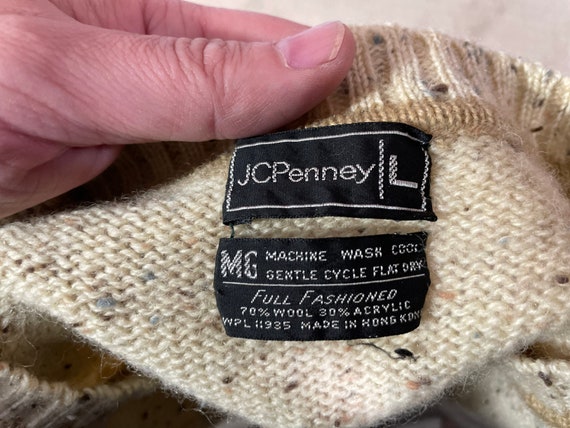 JCPenney L
MG MACHINE WASH COOL
GENTLE CYCLE FLAT DRY
FULL FASHIONED
70% WOOL 30% ACRYLIC
WPL 11935 MADE IN HONG KONG